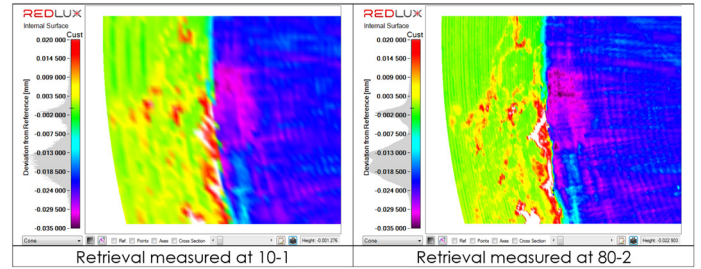 REDLUX
Internal Surface
Cust
0.020 000
0.014 500
0.009 000
0.003 500
-0.002 000
-0.007 500
-0.013 000
-0.018 500
-0.024 000
-0.029 500
-0.035 000
Deviation from Reference [mm]
Cone
Ref
Points
Axes
Cross Section
Height: -0.001 276
Retrieval measured at 10-1
REDLUX
Internal Surface
Cust
0.020 000
0.014 500
0.009 000
0.003 500
-0.002 000
-0.007 500
-0.013 000
-0.018 500
-0.024 000
-0.029 500
-0.035 000
Deviation from Reference [mm]
Cone
Ref
Points
Axes
Cross Section
Height: -0.022 903
Retrieval measured at 80-2